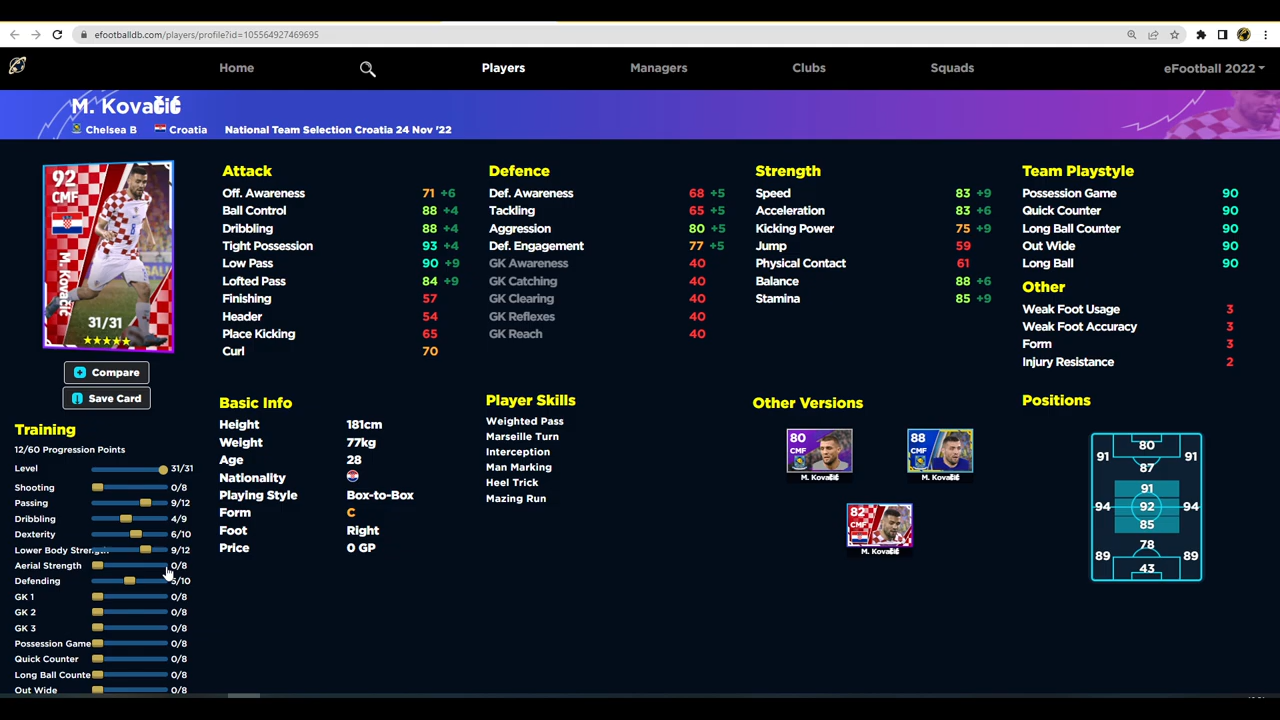 efootballdb.com/players/profile?id=105564927469695
Home
Players
Managers
Clubs
Squads
eFootball 2022
M. Kovačić
Chelsea B Croatia National Team Selection Croatia 24 Nov '22
92
CMF
M. Kovačić
31/31
★★★★★
Compare
Save Card
Attack
Off. Awareness 71 +6
Ball Control 88 +4
Dribbling 88 +4
Tight Possession 93 +4
Low Pass 90 +9
Lofted Pass 84 +9
Finishing 57
Header 54
Place Kicking 65
Curl 70
Defence
Def. Awareness 68 +5
Tackling 65 +5
Aggression 80 +5
Def. Engagement 77 +5
GK Awareness 40
GK Catching 40
GK Clearing 40
GK Reflexes 40
GK Reach 40
Strength
Speed 83 +9
Acceleration 83 +6
Kicking Power 75 +9
Jump 59
Physical Contact 61
Balance 88 +6
Stamina 85 +9
Team Playstyle
Possession Game 90
Quick Counter 90
Long Ball Counter 90
Out Wide 90
Long Ball 90
Other
Weak Foot Usage 3
Weak Foot Accuracy 3
Form 3
Injury Resistance 2
Training
12/60 Progression Points
Level 31/31
Shooting 0/8
Passing 9/12
Dribbling 4/9
Dexterity 6/10
Lower Body Strength 9/12
Aerial Strength 0/8
Defending 5/10
GK 1 0/8
GK 2 0/8
GK 3 0/8
Possession Game 0/8
Quick Counter 0/8
Long Ball Counte 0/8
Out Wide 0/8
Basic Info
Height 181cm
Weight 77kg
Age 28
Nationality
Playing Style Box-to-Box
Form C
Foot Right
Price 0 GP
Player Skills
Weighted Pass
Marseille Turn
Interception
Man Marking
Heel Trick
Mazing Run
Other Versions
80
CMF
M. Kovačić
88
CMF
M. Kovačić
82
CMF
M. Kovačić
Positions
80
91 91
87
91
94 92 94
85
78
89 89
43